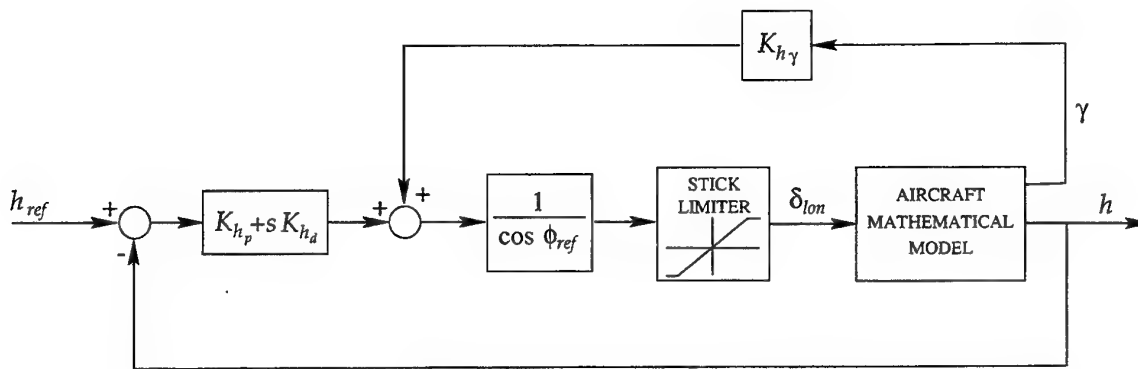 K_{hγ}
γ
h_{ref}
+
-
K_{h_p}+s K_{h_d}
+
+
1
cos ϕ_{ref}
STICK
LIMITER
δ_{lon}
AIRCRAFT
MATHEMATICAL
MODEL
h